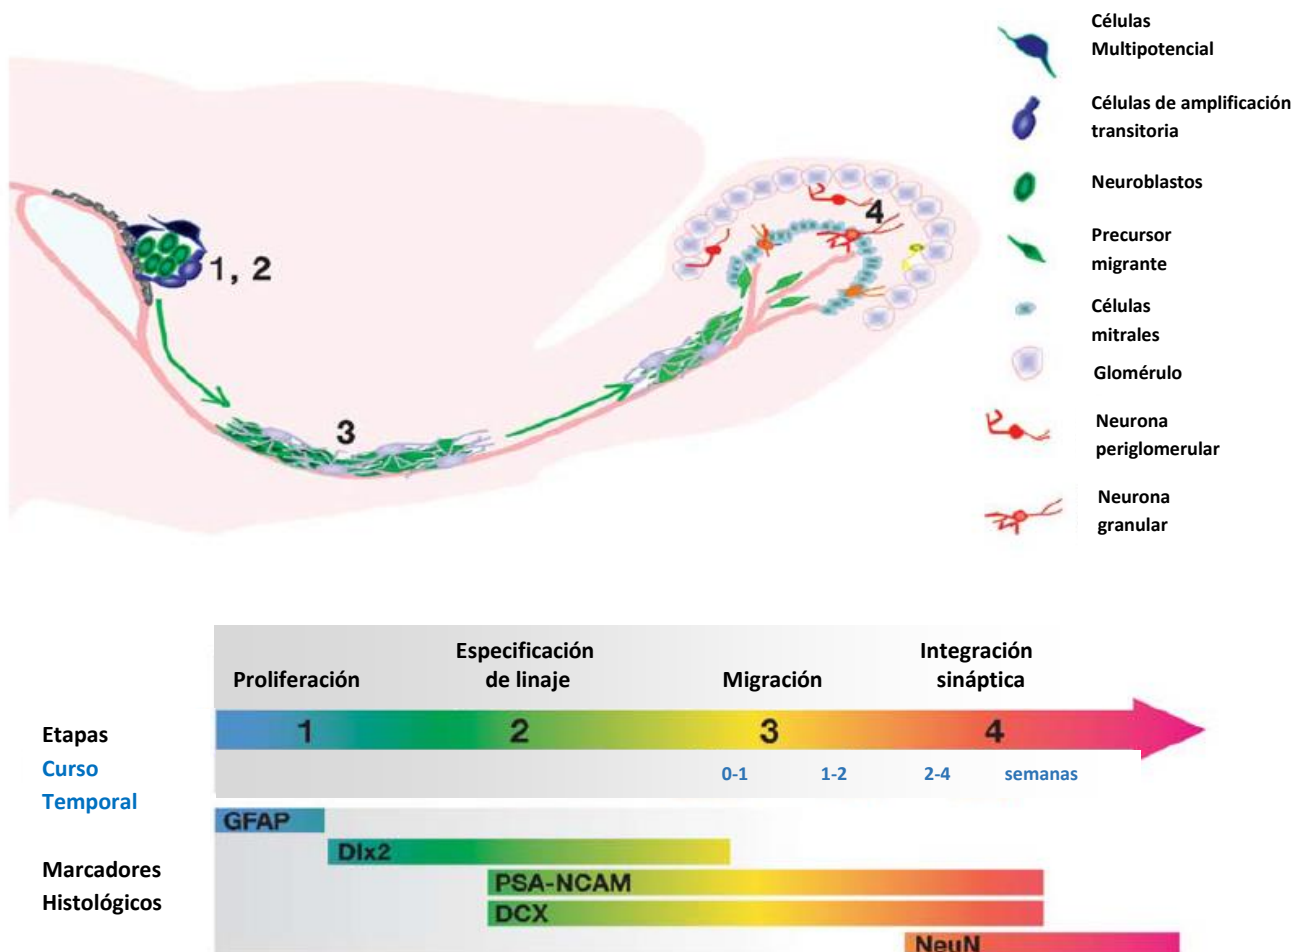 Células
Multipotencial
Células de amplificación
transitoria
Neuroblastos
Precursor
migrante
Células
mitrales
Glomérulo
Neurona
periglomerular
Neurona
granular
1, 2
3
4
Especificación
de linaje
Integración
sináptica
Proliferación
Migración
1 2 3 4
Etapas
Curso
Temporal
0-1 1-2 2-4 semanas
GFAP
Dlx2
Marcadores
Histológicos
PSA-NCAM
DCX
NeuN